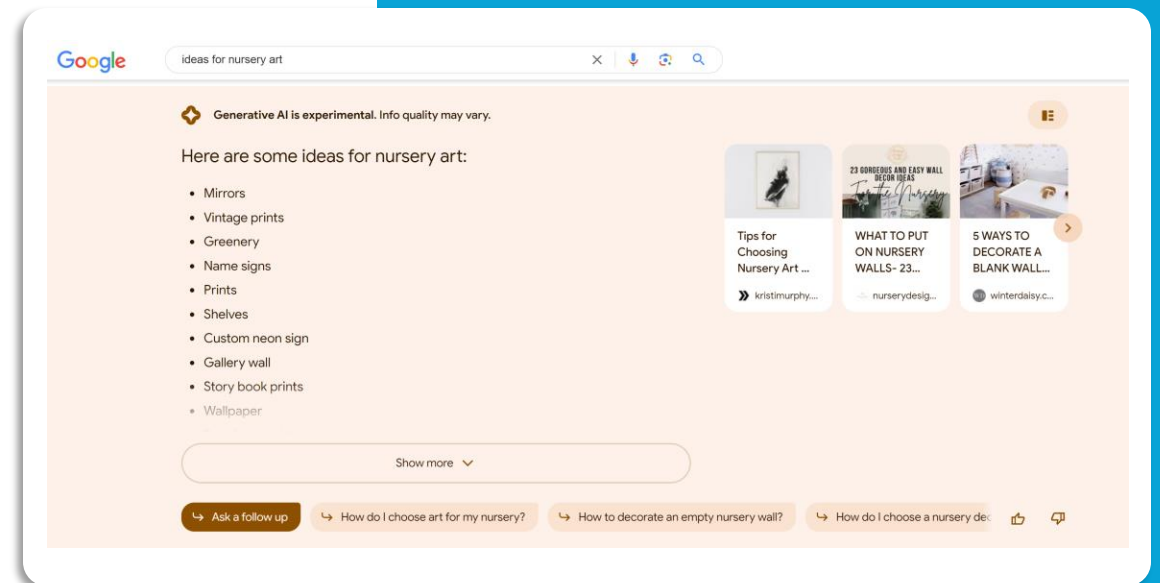 Google
ideas for nursery art
Generative AI is experimental. Info quality may vary.
Here are some ideas for nursery art:
• Mirrors
• Vintage prints
• Greenery
• Name signs
• Prints
• Shelves
• Custom neon sign
• Gallery wall
• Story book prints
• Wallpaper
23 GORGEOUS AND EASY WALL
DECOR IDEAS
For the Nursery
Tips for
Choosing
Nursery Art ...
kristimurphy....
WHAT TO PUT
ON NURSERY
WALLS- 23...
nurserydesig...
5 WAYS TO
DECORATE A
BLANK WALL...
winterdaisy.c...
Show more
Ask a follow up
How do I choose art for my nursery?
How to decorate an empty nursery wall?
How do I choose a nursery dec